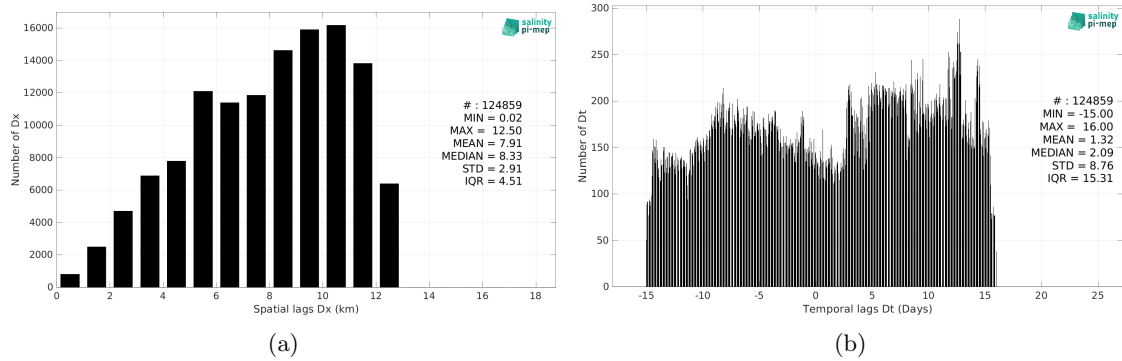 16000
14000
12000
10000
8000
6000
4000
2000
0
Number of Dx
salinity
pi-mep
# : 124859
MIN = 0.02
MAX = 12.50
MEAN = 7.91
MEDIAN = 8.33
STD = 2.91
IQR = 4.51
0 2 4 6 8 10 12 14 16 18
Spatial lags Dx (km)
(a)
300
250
200
150
100
50
0
Number of Dt
salinity
pi-mep
# : 124859
MIN = -15.00
MAX = 16.00
MEAN = 1.32
MEDIAN = 2.09
STD = 8.76
IQR = 15.31
-15 -10 -5 0 5 10 15 20 25
Temporal lags Dt (Days)
(b)